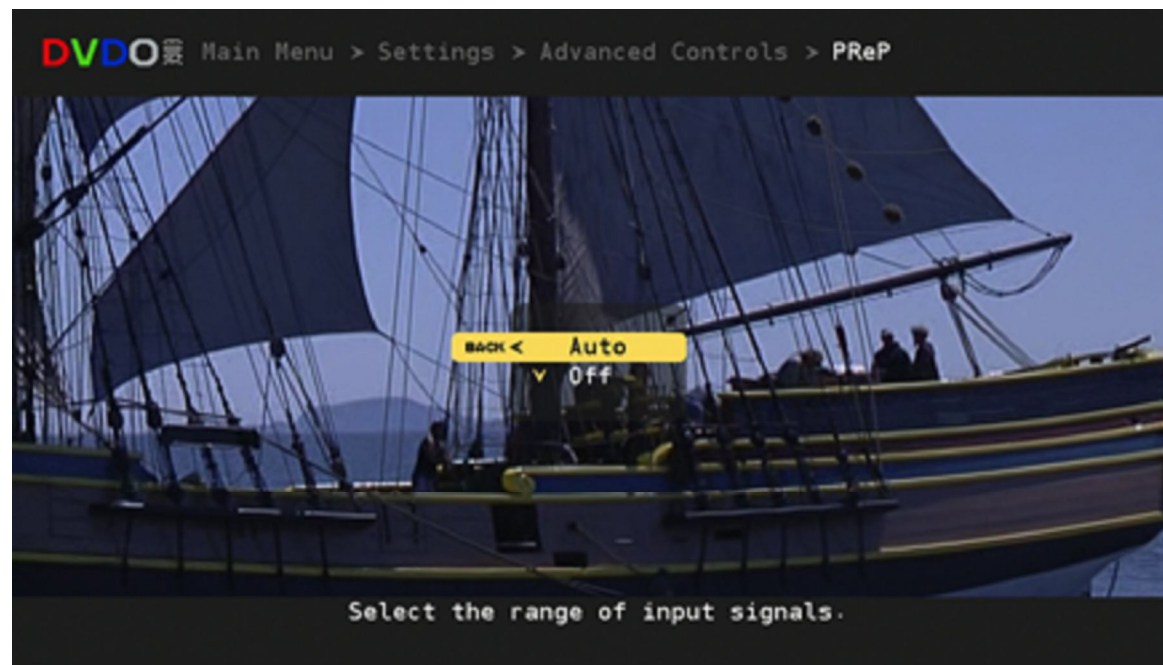 DVDO Main Menu > Settings > Advanced Controls > PReP
BACK < Auto
Off
Select the range of input signals.